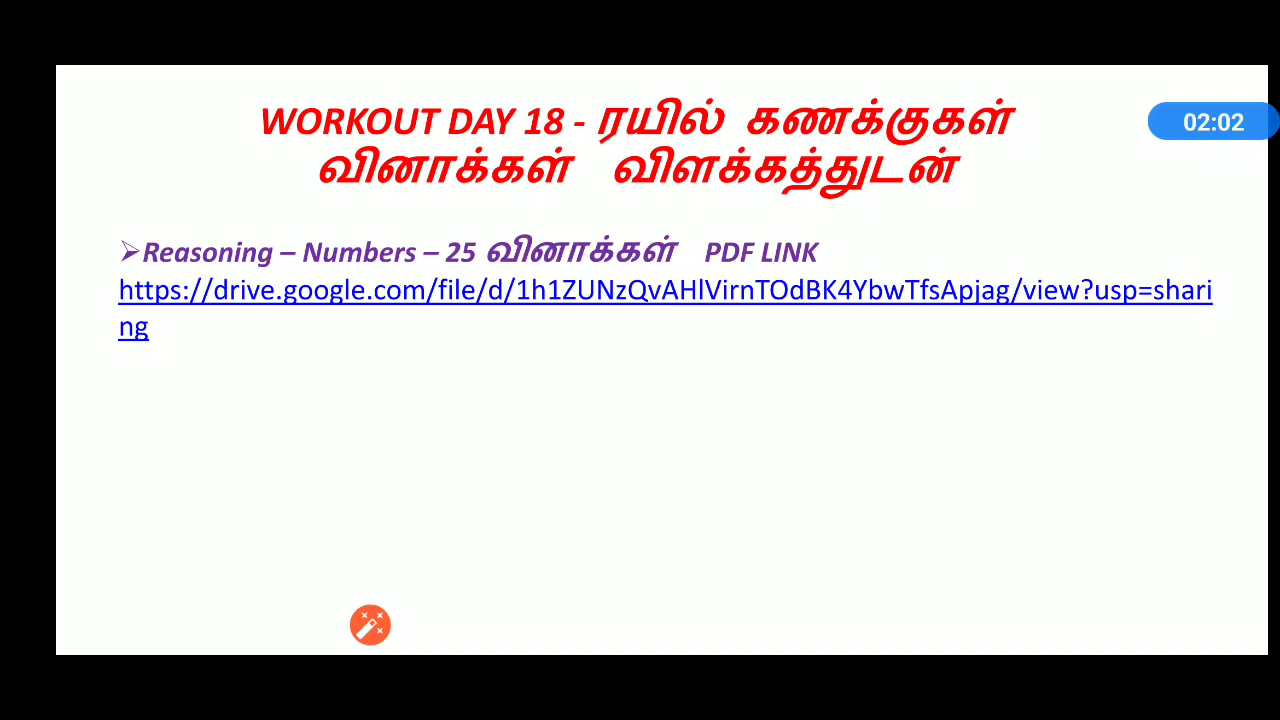 WORKOUT DAY 18 - ரயில் கணக்குகள்
02:02
வினாக்கள் விளக்கத்துடன்
➢Reasoning – Numbers – 25 வினாக்கள் PDF LINK
https://drive.google.com/file/d/1h1ZUNzQvAHlVirnTOdBK4YbwTfsApjag/view?usp=shari
ng